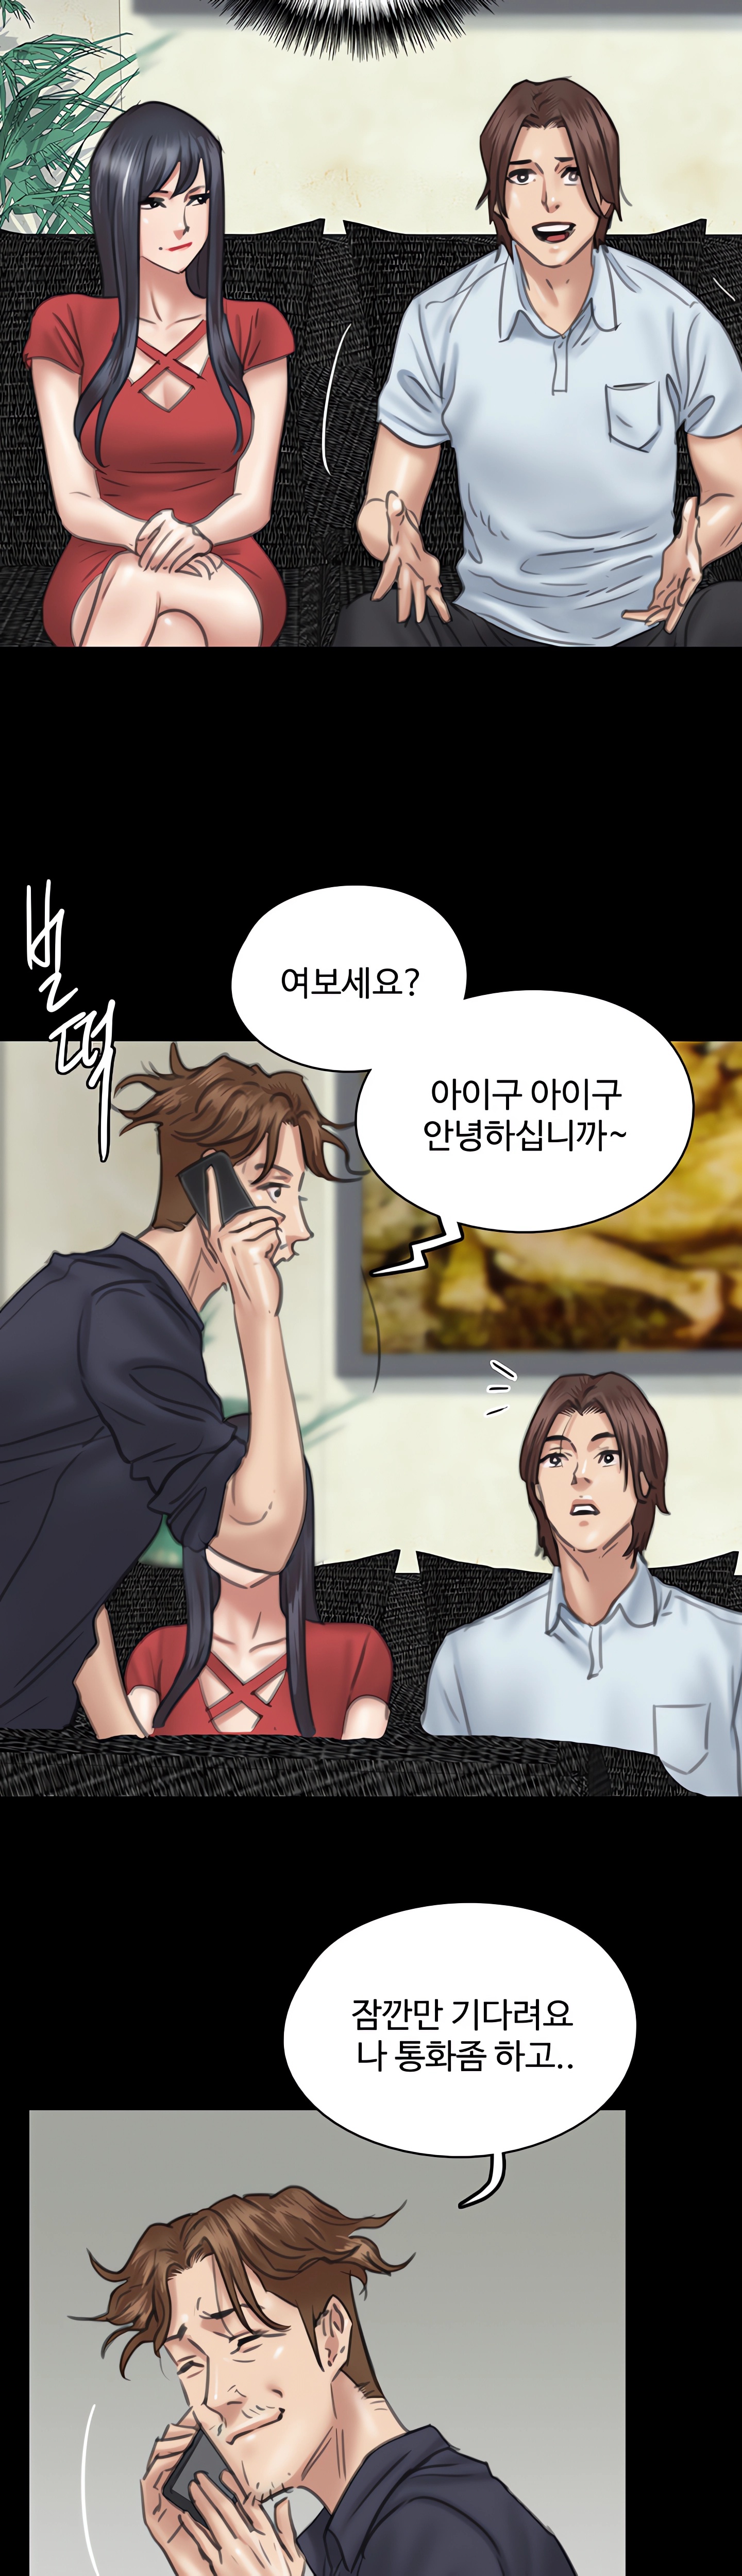 벌떡
여보세요?
아이구 아이구
안녕하십니까~
잠깐만 기다려요
나 통화좀 하고..